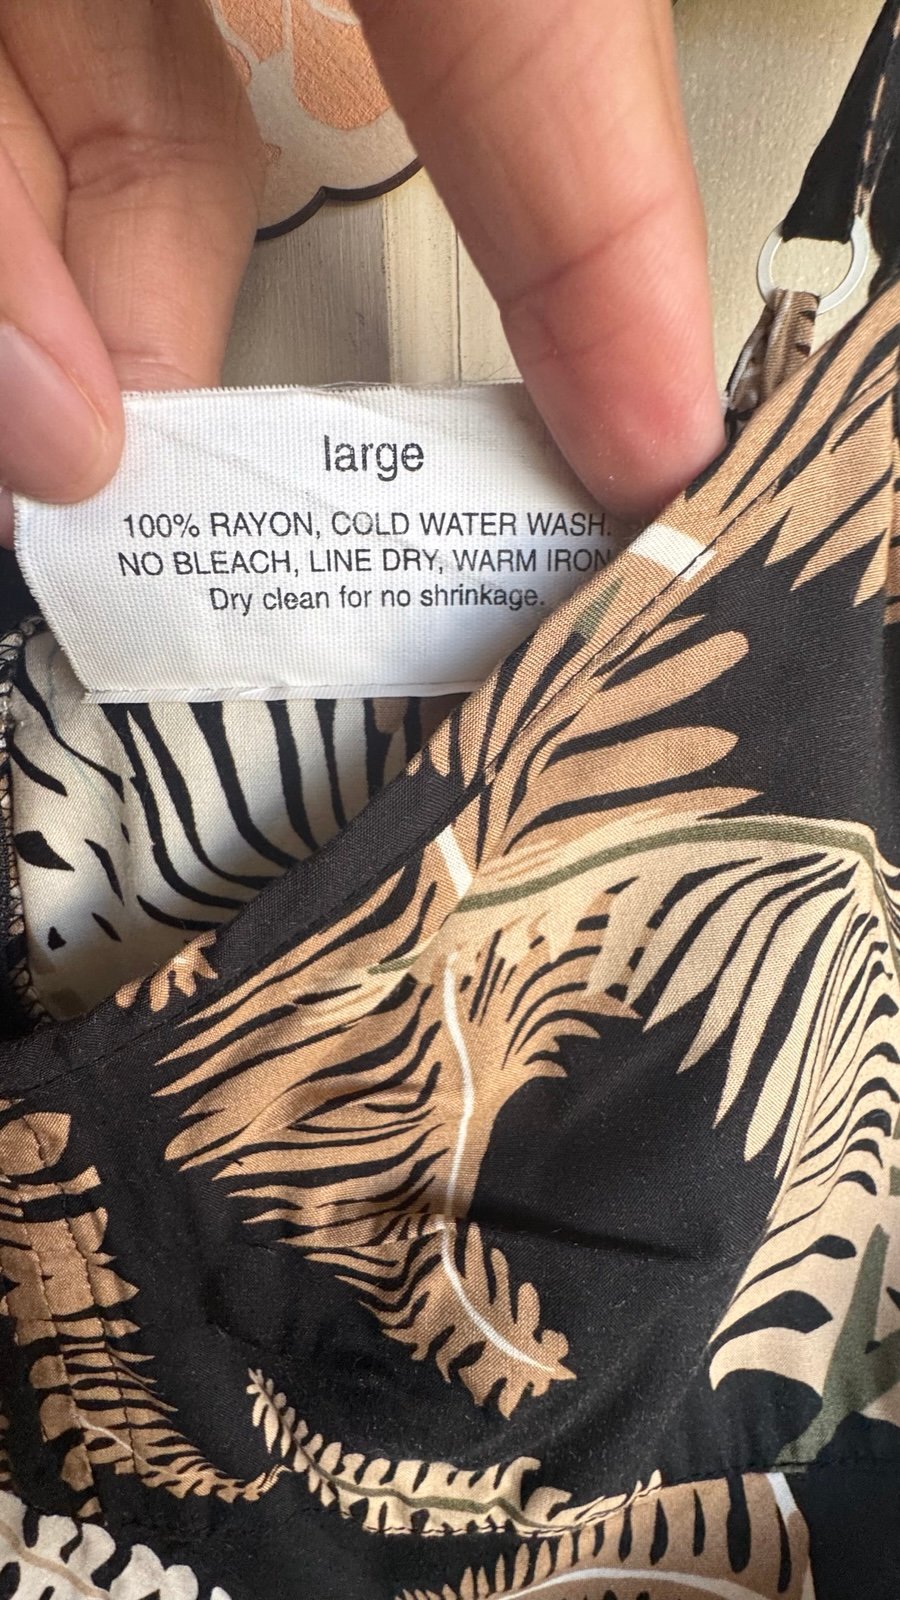 large
100% RAYON, COLD WATER WASH.
NO BLEACH, LINE DRY, WARM IRON
Dry clean for no shrinkage.